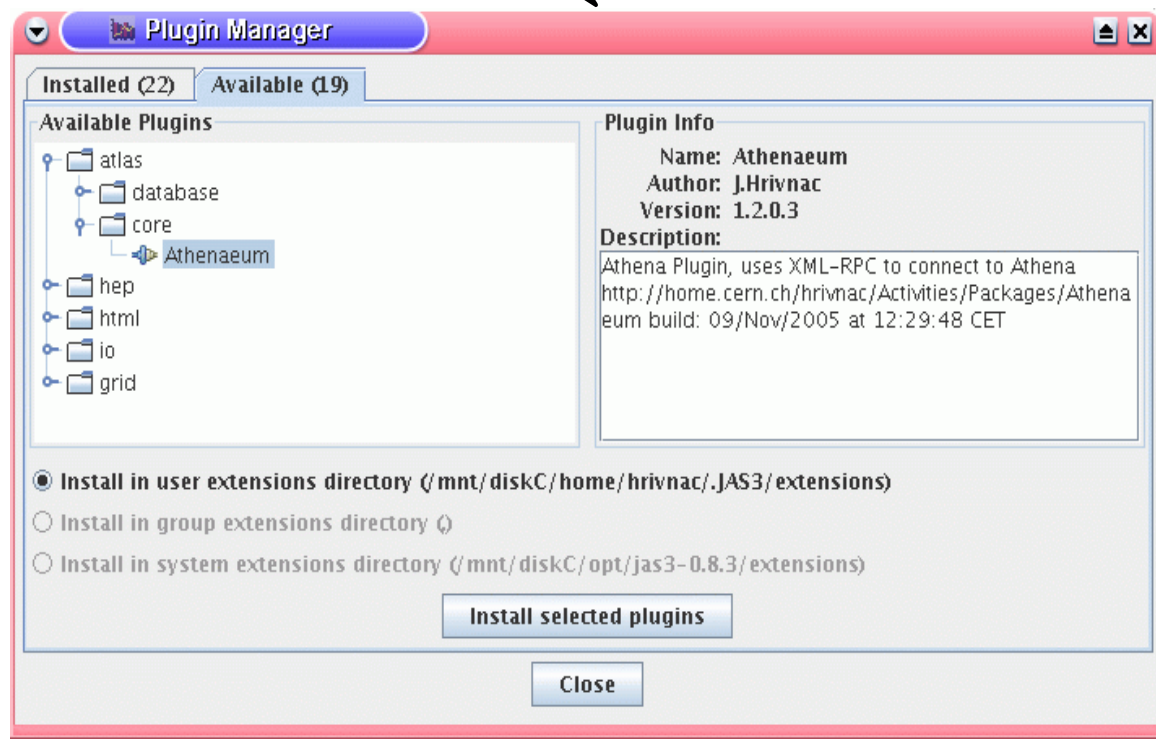 Plugin Manager
Installed (22)
Available (19)
Available Plugins
atlas
database
core
Athenaeum
hep
html
io
grid
Plugin Info
Name: Athenaeum
Author: J.Hrivnac
Version: 1.2.0.3
Description:
Athena Plugin, uses XML-RPC to connect to Athena
http://home.cern.ch/hrivnac/Activities/Packages/Athena
eum build: 09/Nov/2005 at 12:29:48 CET
Install in user extensions directory (/mnt/diskC/home/hrivnac/.JAS3/extensions)
Install in group extensions directory ()
Install in system extensions directory (/mnt/diskC/opt/jas3-0.8.3/extensions)
Install selected plugins
Close